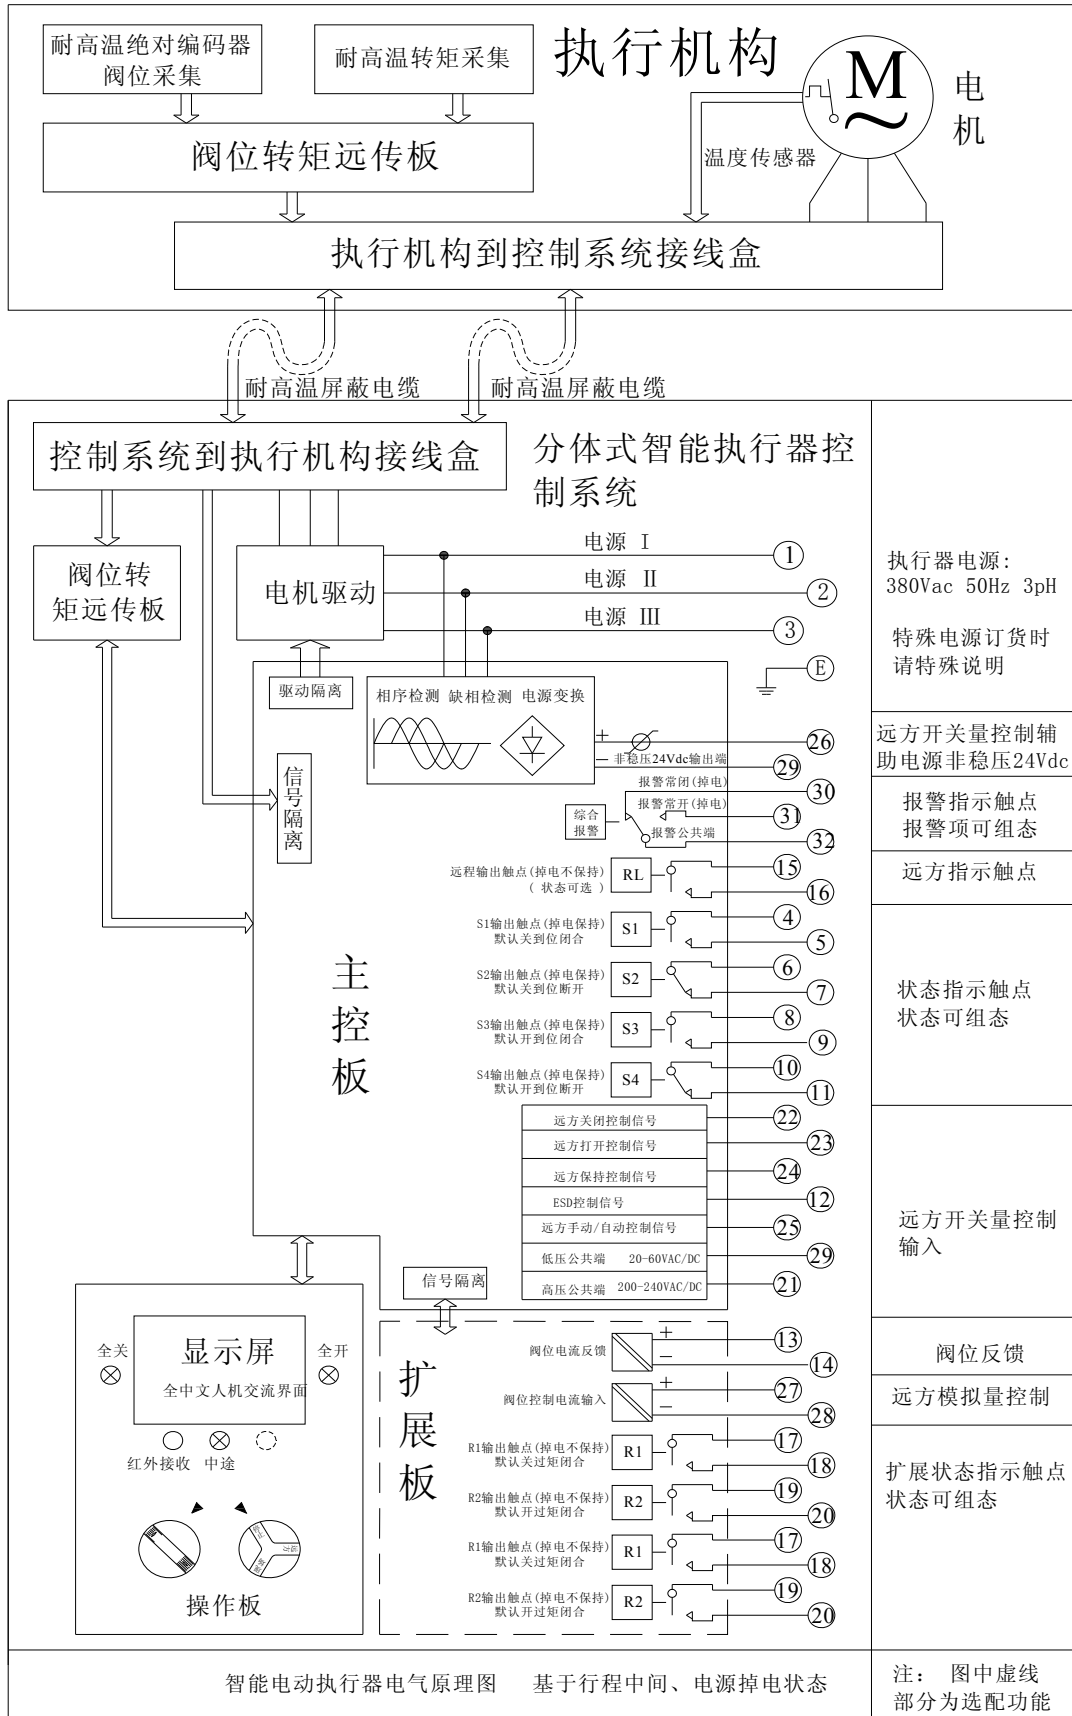 耐高温绝对编码器
阀位采集
耐高温转矩采集
执行机构
M
电
机
阀位转矩远传板
温度传感器
执行机构到控制系统接线盒
耐高温屏蔽电缆
耐高温屏蔽电缆
控制系统到执行机构接线盒
分体式智能执行器控
制系统
阀位转
矩远传板
电机驱动
电源 I
1
电源 II
2
电源 III
3
E
执行器电源:
380Vac 50Hz 3pH
特殊电源订货时
请特殊说明
驱动隔离
相序检测 缺相检测 电源变换
+
26
非稳压24Vdc输出端
29
远方开关量控制辅
助电源非稳压24Vdc
信号隔离
报警常闭(掉电)
30
综合
报警
报警常开(掉电)
31
报警公共端
32
报警指示触点
报警项可组态
远程输出触点(掉电不保持)
( 状态可选 )
RL
15
16
远方指示触点
S1输出触点(掉电保持)
默认关到位闭合
S1
4
5
S2输出触点(掉电保持)
默认关到位断开
S2
6
7
S3输出触点(掉电保持)
默认开到位闭合
S3
8
9
S4输出触点(掉电保持)
默认开到位断开
S4
10
11
状态指示触点
状态可组态
主
控
板
远方关闭控制信号
22
远方打开控制信号
23
远方保持控制信号
24
ESD控制信号
12
远方手动/自动控制信号
25
低压公共端 20-60VAC/DC
29
高压公共端 200-240VAC/DC
21
远方开关量控制
输入
信号隔离
全关
显示屏
全中文人机交流界面
全开
红外接收 中途
操作板
扩
展
板
阀位电流反馈
+
−
13
14
阀位反馈
阀位控制电流输入
+
−
27
28
远方模拟量控制
R1输出触点(掉电不保持)
默认关过矩闭合
R1
17
18
R2输出触点(掉电不保持)
默认开过矩闭合
R2
19
20
R1输出触点(掉电不保持)
默认关过矩闭合
R1
17
18
R2输出触点(掉电不保持)
默认开过矩闭合
R2
19
20
扩展状态指示触点
状态可组态
智能电动执行器电气原理图 基于行程中间、电源掉电状态
注: 图中虚线
部分为选配功能